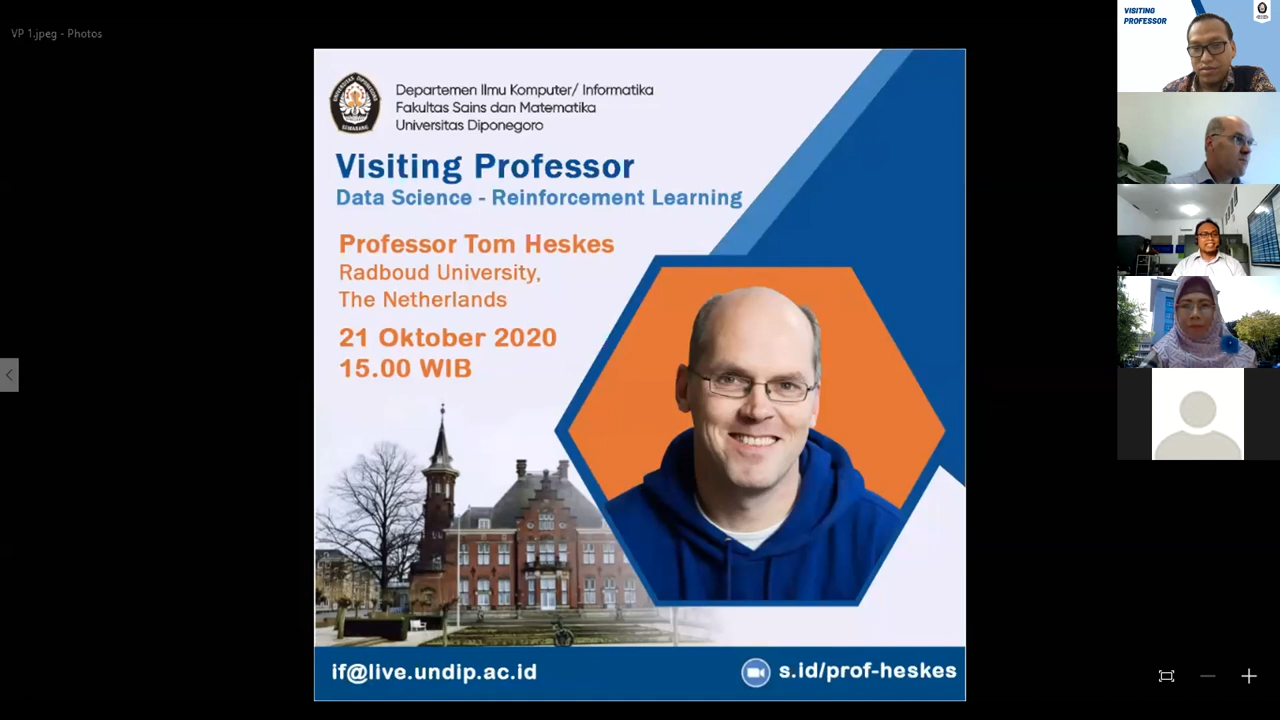 VP 1.jpeg - Photos
Departemen Ilmu Komputer/ Informatika
Fakultas Sains dan Matematika
Universitas Diponegoro
Visiting Professor
Data Science - Reinforcement Learning
Professor Tom Heskes
Radboud University,
The Netherlands
21 Oktober 2020
15.00 WIB
if@live.undip.ac.id
s.id/prof-heskes
VISITING
PROFESSOR